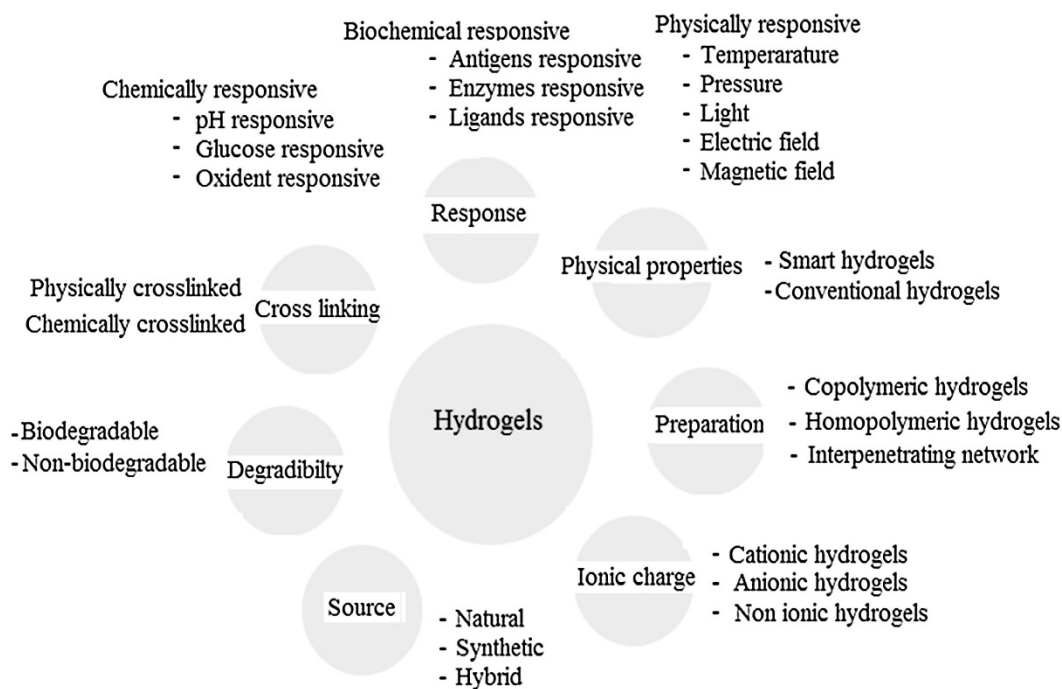 Biochemical responsive
- Antigens responsive
- Enzymes responsive
- Ligands responsive
Physically responsive
- Temperarature
- Pressure
- Light
- Electric field
- Magnetic field
Chemically responsive
- pH responsive
- Glucose responsive
- Oxident responsive
Response
Physical properties
- Smart hydrogels
- Conventional hydrogels
Physically crosslinked
Chemically crosslinked
Cross linking
Hydrogels
Preparation
- Copolymeric hydrogels
- Homopolymeric hydrogels
- Interpenetrating network
- Biodegradable
- Non-biodegradable
Degradibilty
Ionic charge
- Cationic hydrogels
- Anionic hydrogels
- Non ionic hydrogels
Source
- Natural
- Synthetic
- Hybrid